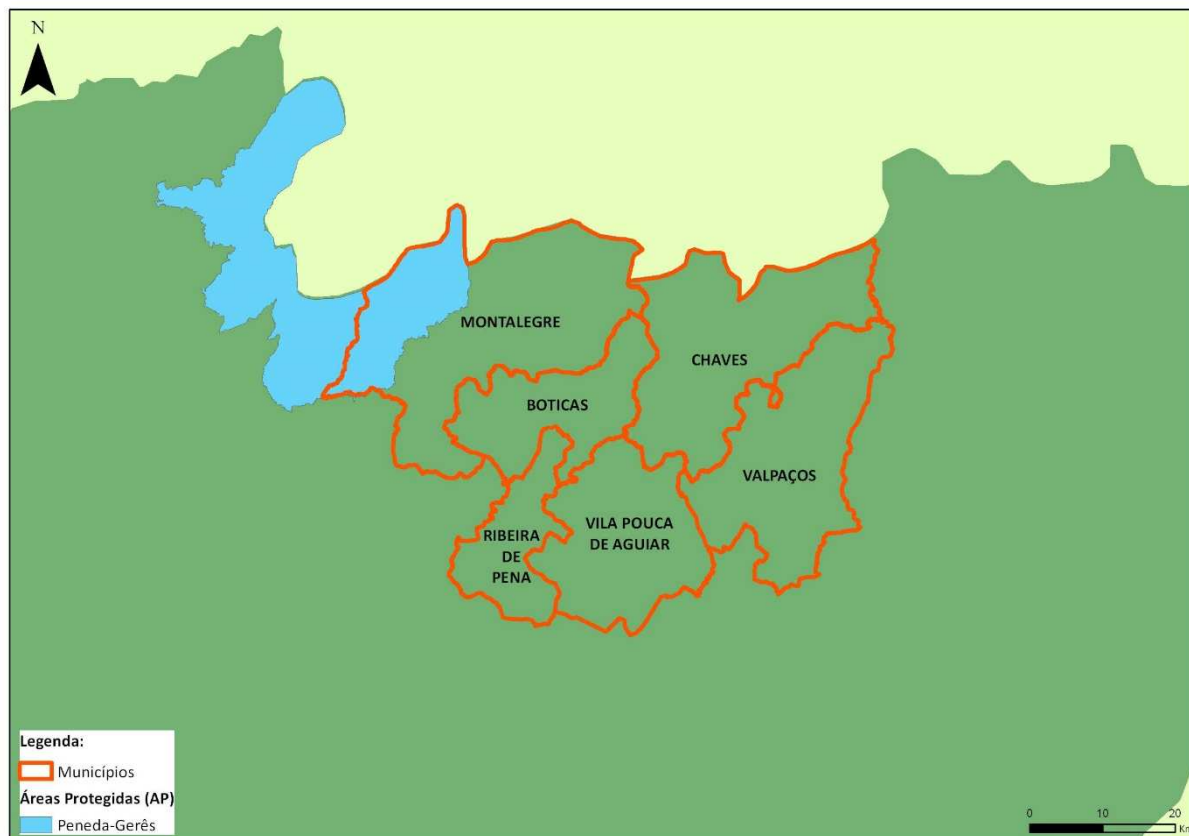 N
MONTALEGRE
CHAVES
BOTICAS
VALPAÇOS
VILA POUCA
DE AGUIAR
RIBEIRA
DE
PENA
Legenda:
Municípios
Áreas Protegidas (AP)
Peneda-Gerês
0 10 20
Km